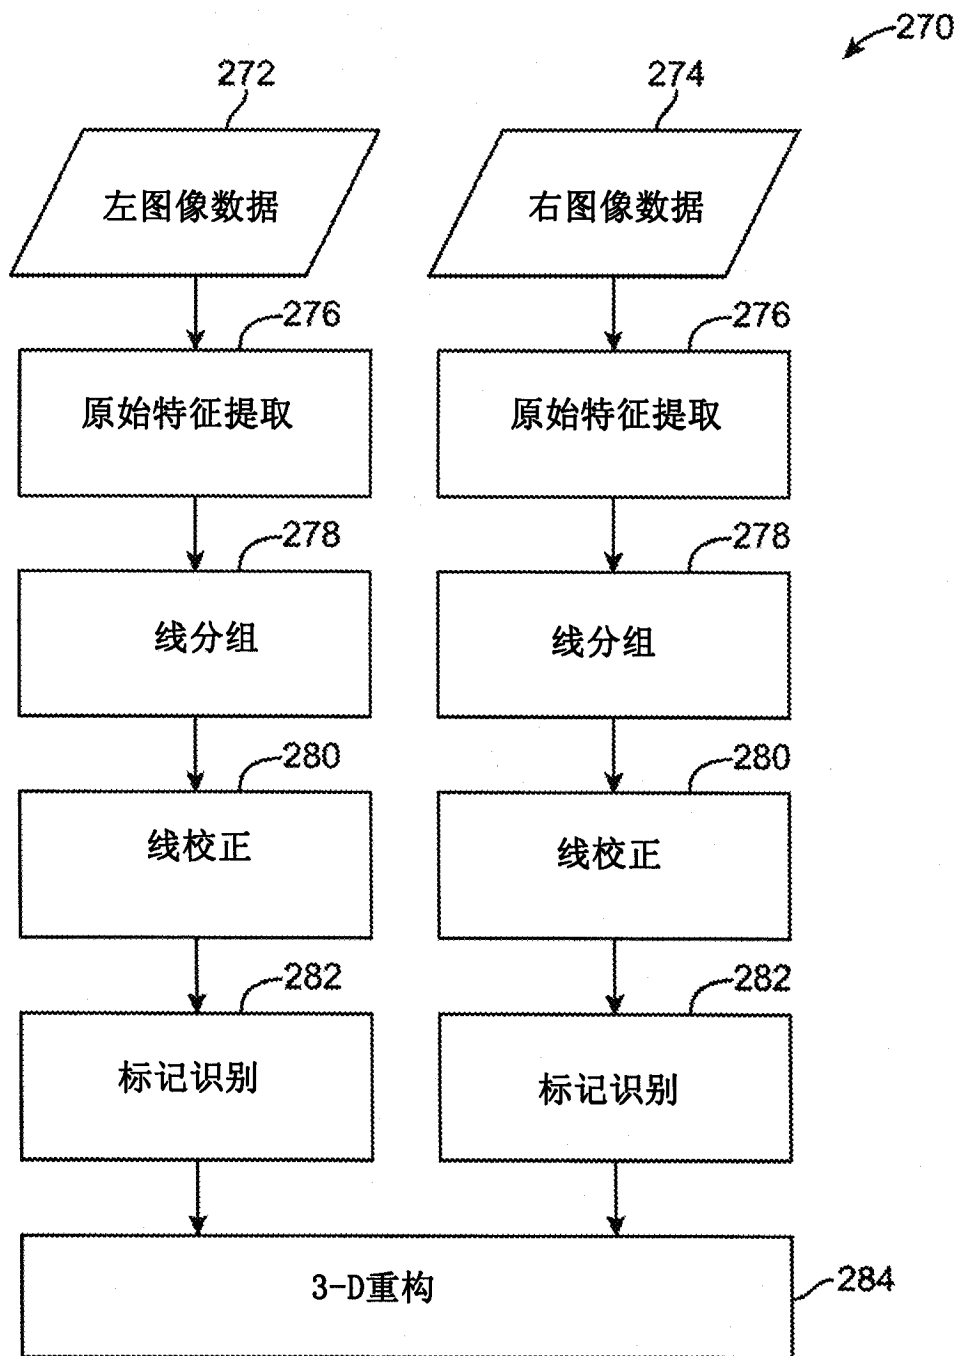 270
272
274
左图像数据
右图像数据
276
276
原始特征提取
原始特征提取
278
278
线分组
线分组
280
280
线校正
线校正
282
282
标记识别
标记识别
3-D重构
284